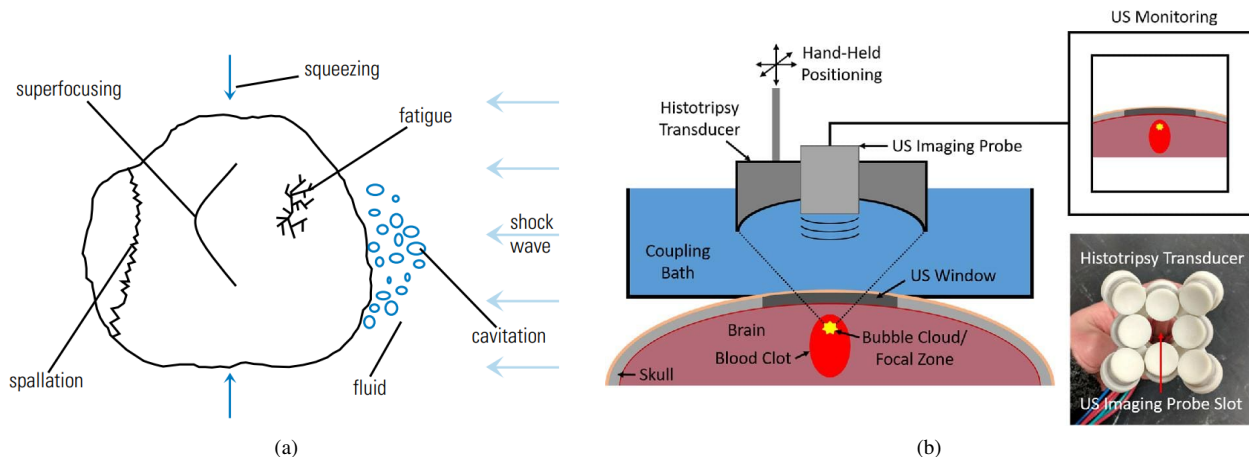 squeezing
superfocusing
fatigue
shock
wave
cavitation
spallation
fluid
(a)
US Monitoring
Hand-Held
Positioning
Histotripsy
Transducer
US Imaging Probe
Coupling
Bath
US Window
Brain
Blood Clot
Bubble Cloud/
Focal Zone
Skull
Histotripsy Transducer
US Imaging Probe Slot
(b)